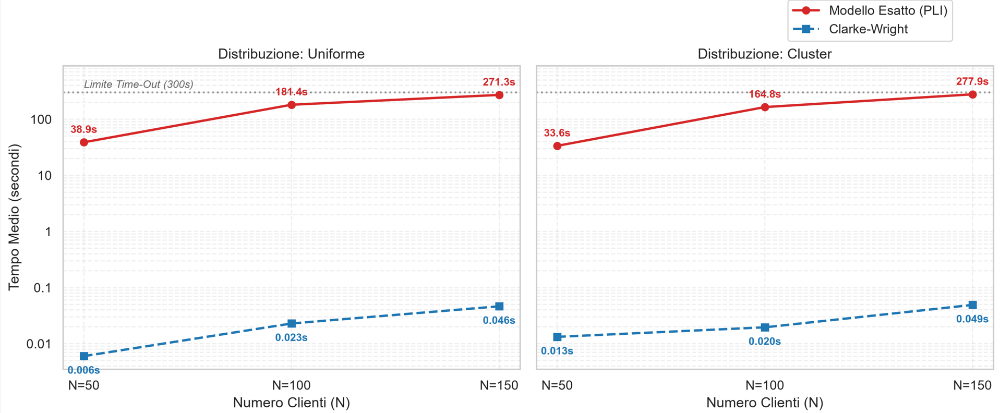 Modello Esatto (PLI)
Clarke-Wright
Distribuzione: Uniforme
Distribuzione: Cluster
Tempo Medio (secondi)
100
10
1
0.1
0.01
Limite Time-Out (300s)
38.9s
181.4s
271.3s
0.006s
0.023s
0.046s
N=50
N=100
N=150
Numero Clienti (N)
33.6s
164.8s
277.9s
0.013s
0.020s
0.049s
N=50
N=100
N=150
Numero Clienti (N)